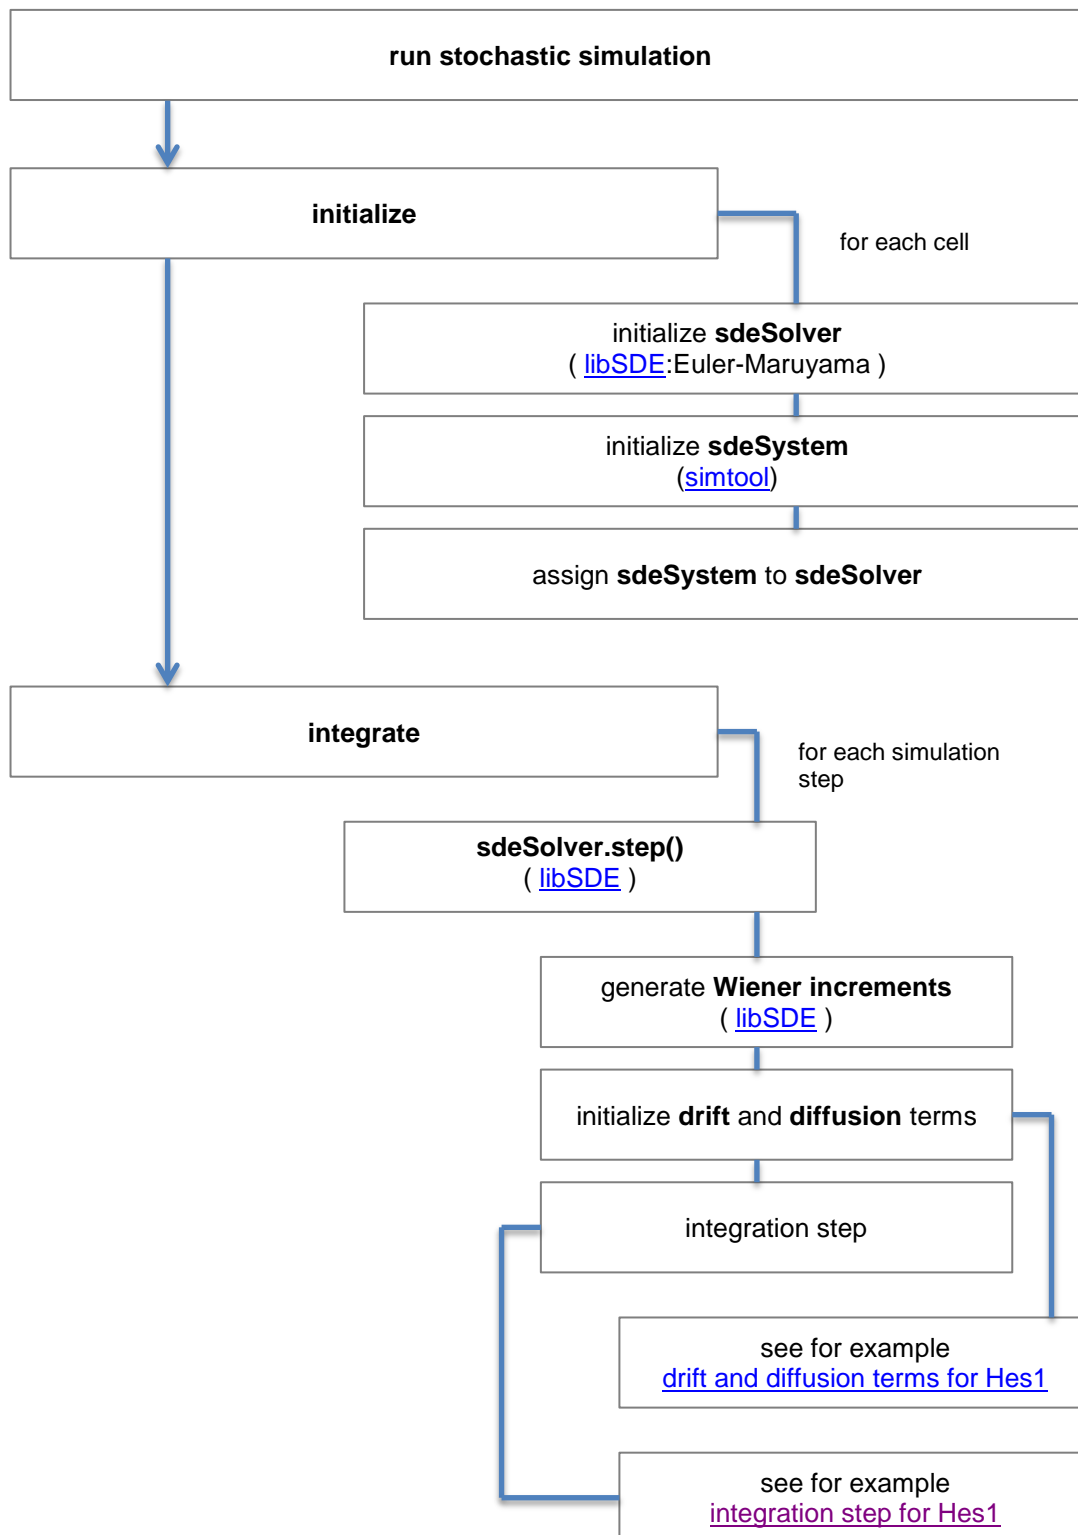 run stochastic simulation
initialize
for each cell
initialize sdeSolver
( libSDE:Euler-Maruyama )
initialize sdeSystem
(simtool)
assign sdeSystem to sdeSolver
integrate
for each simulation
step
sdeSolver.step()
( libSDE )
generate Wiener increments
( libSDE )
initialize drift and diffusion terms
integration step
see for example
drift and diffusion terms for Hes1
see for example
integration step for Hes1